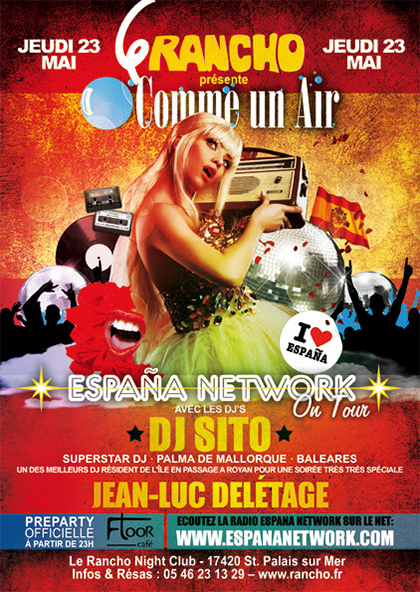 JEUDI 23
MAI
RANCHO
JEUDI 23
MAI
présente
Comme un Air
I ♥
ESPAÑA
ESPAÑA NETWORK
On Tour
AVEC LES DJ'S
★ DJ SITO ★
SUPERSTAR DJ · PALMA DE MALLORQUE · BALEARES
UN DES MEILLEURS DJ RÉSIDENT DE L'ÎLE EN PASSAGE A ROYAN POUR UNE SOIRÉE TRÈS TRÈS SPÉCIALE
JEAN-LUC DELÉTAGE
PREPARTY
OFFICIELLE
À PARTIR DE 23H
Floor
café
ECOUTEZ LA RADIO ESPANA NETWORK SUR LE NET:
WWW.ESPANANETWORK.COM
Le Rancho Night Club - 17420 St. Palais sur Mer
Infos & Résas : 05 46 23 13 29 – www.rancho.fr